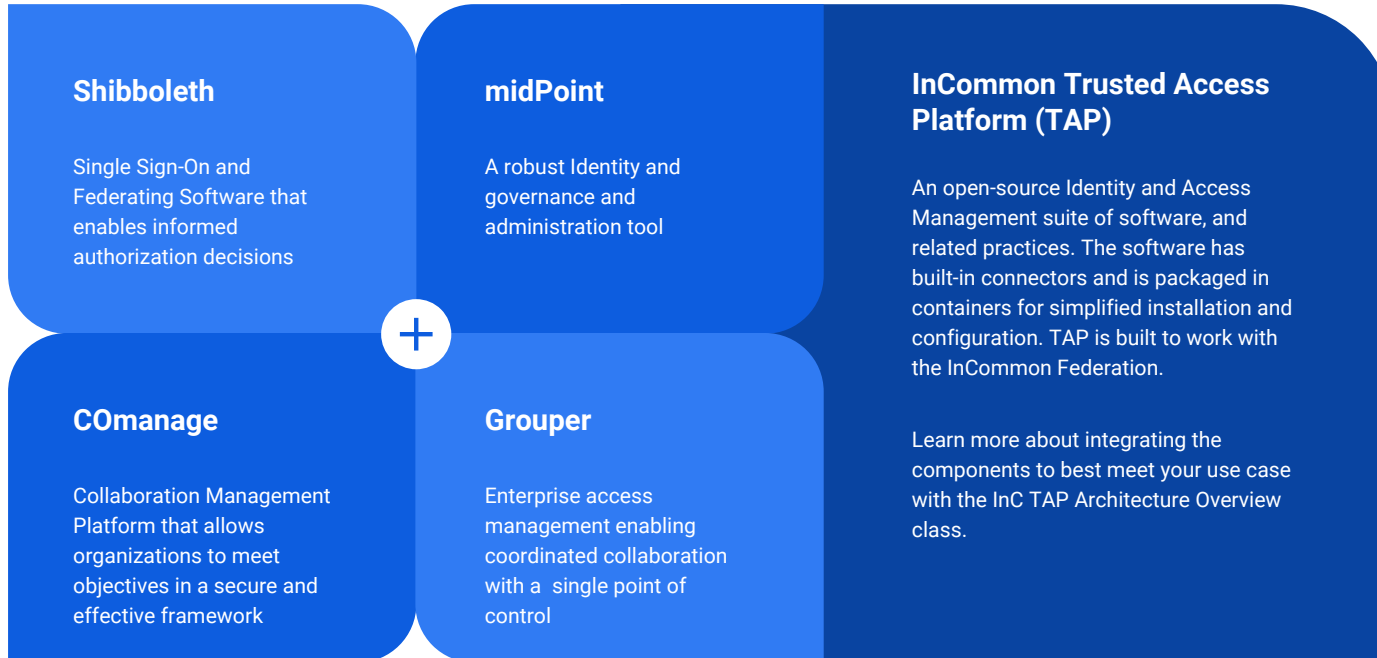 Shibboleth
Single Sign-On and
Federating Software that
enables informed
authorization decisions
midPoint
A robust Identity and
governance and
administration tool
COmanage
Collaboration Management
Platform that allows
organizations to meet
objectives in a secure and
effective framework
Grouper
Enterprise access
management enabling
coordinated collaboration
with a  single point of
control
InCommon Trusted Access
Platform (TAP)
An open-source Identity and Access
Management suite of software, and
related practices. The software has
built-in connectors and is packaged in
containers for simplified installation and
configuration. TAP is built to work with
the InCommon Federation.
Learn more about integrating the
components to best meet your use case
with the InC TAP Architecture Overview
class.